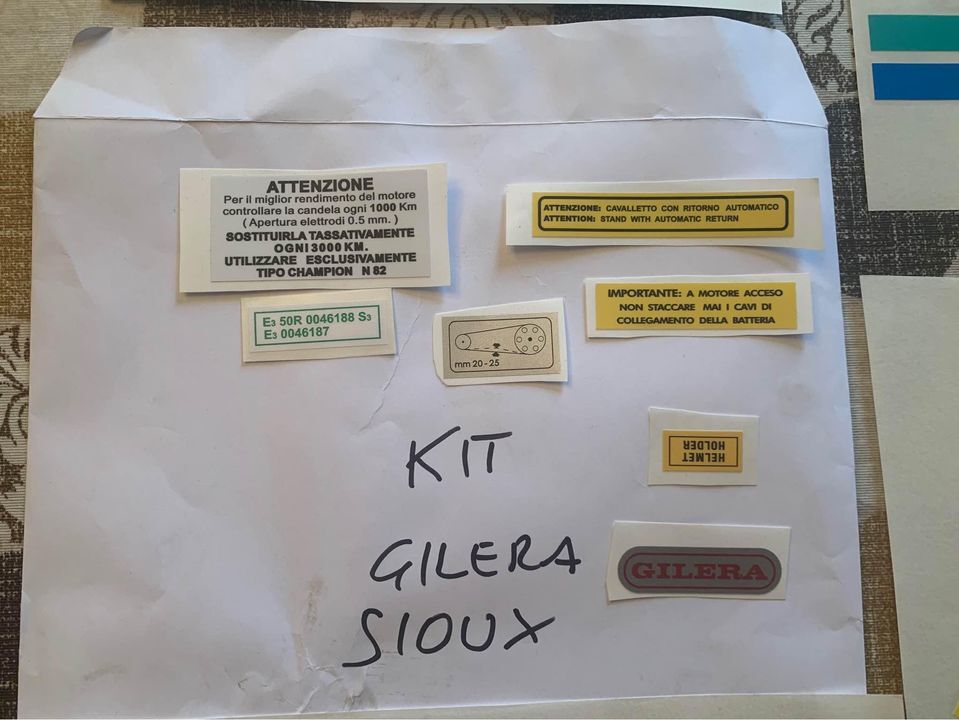 ATTENZIONE
Per il miglior rendimento del motore
controllare la candela ogni 1000 Km
( Apertura elettrodi 0.5 mm. )
SOSTITUIRLA TASSATIVAMENTE
OGNI 3000 KM.
UTILIZZARE ESCLUSIVAMENTE
TIPO CHAMPION N 82
ATTENZIONE: CAVALLETTO CON RITORNO AUTOMATICO
ATTENTION: STAND WITH AUTOMATIC RETURN
E3 50R 0046188 S3
E3 0046187
mm 20-25
IMPORTANTE: A MOTORE ACCESO
NON STACCARE MAI I CAVI DI
COLLEGAMENTO DELLA BATTERIA
HELMET
HOLDER
KIT
GILERA
SIOUX
GILERA